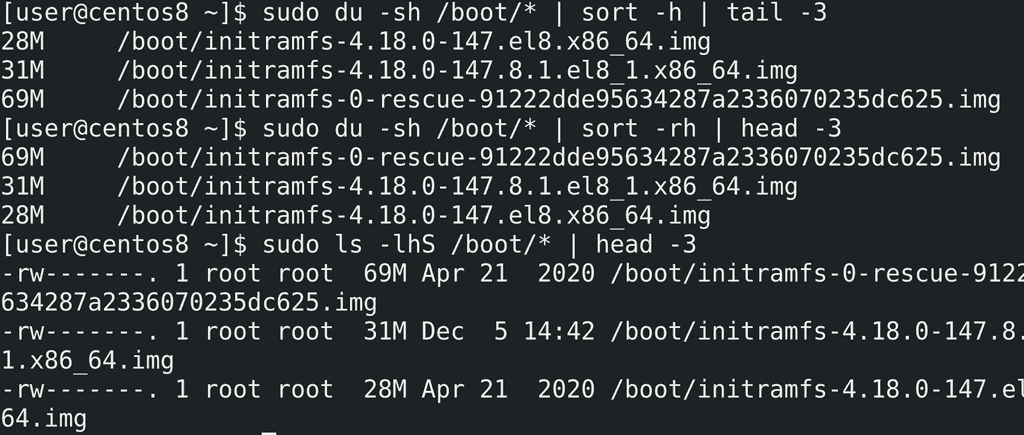 [user@centos8 ~]$ sudo du -sh /boot/* | sort -h | tail -3
28M     /boot/initramfs-4.18.0-147.el8.x86_64.img
31M     /boot/initramfs-4.18.0-147.8.1.el8_1.x86_64.img
69M     /boot/initramfs-0-rescue-91222dde95634287a2336070235dc625.img
[user@centos8 ~]$ sudo du -sh /boot/* | sort -rh | head -3
69M     /boot/initramfs-0-rescue-91222dde95634287a2336070235dc625.img
31M     /boot/initramfs-4.18.0-147.8.1.el8_1.x86_64.img
28M     /boot/initramfs-4.18.0-147.el8.x86_64.img
[user@centos8 ~]$ sudo ls -lhS /boot/* | head -3
-rw-------. 1 root root  69M Apr 21  2020 /boot/initramfs-0-rescue-9122
634287a2336070235dc625.img
-rw-------. 1 root root  31M Dec  5 14:42 /boot/initramfs-4.18.0-147.8.
1.x86_64.img
-rw-------. 1 root root  28M Apr 21  2020 /boot/initramfs-4.18.0-147.el
64.img